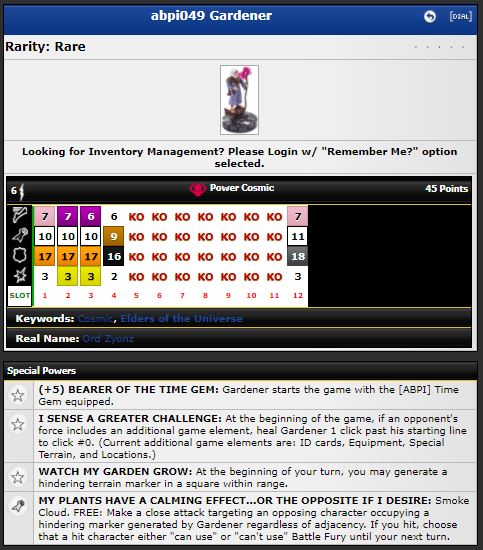 abpi049 Gardener
[DIAL]
Rarity: Rare
Looking for Inventory Management? Please Login w/ "Remember Me?" option
selected.
6 Power Cosmic 45 Points
7 7 6 6 KO KO KO KO KO KO KO 7
10 10 10 9 KO KO KO KO KO KO KO 11
17 17 17 16 KO KO KO KO KO KO KO 18
3 3 3 2 KO KO KO KO KO KO KO 3
SLOT 1 2 3 4 5 6 7 8 9 10 11 12
Keywords: Cosmic, Elders of the Universe
Real Name: Ord Zyonz
Special Powers
(+5) BEARER OF THE TIME GEM: Gardener starts the game with the [ABPI] Time
Gem equipped.
I SENSE A GREATER CHALLENGE: At the beginning of the game, if an opponent's
force includes an additional game element, heal Gardener 1 click past his starting
line to click #0. (Current additional game elements are: ID cards, Equipment, Special
Terrain, and Locations.)
WATCH MY GARDEN GROW: At the beginning of your turn, you may generate a
hindering terrain marker in a square within range.
MY PLANTS HAVE A CALMING EFFECT...OR THE OPPOSITE IF I DESIRE: Smoke
Cloud. FREE: Make a close attack targeting an opposing character occupying a
hindering marker generated by Gardener regardless of adjacency. If you hit, choose
that a hit character either "can use" or "can't use" Battle Fury until your next turn.